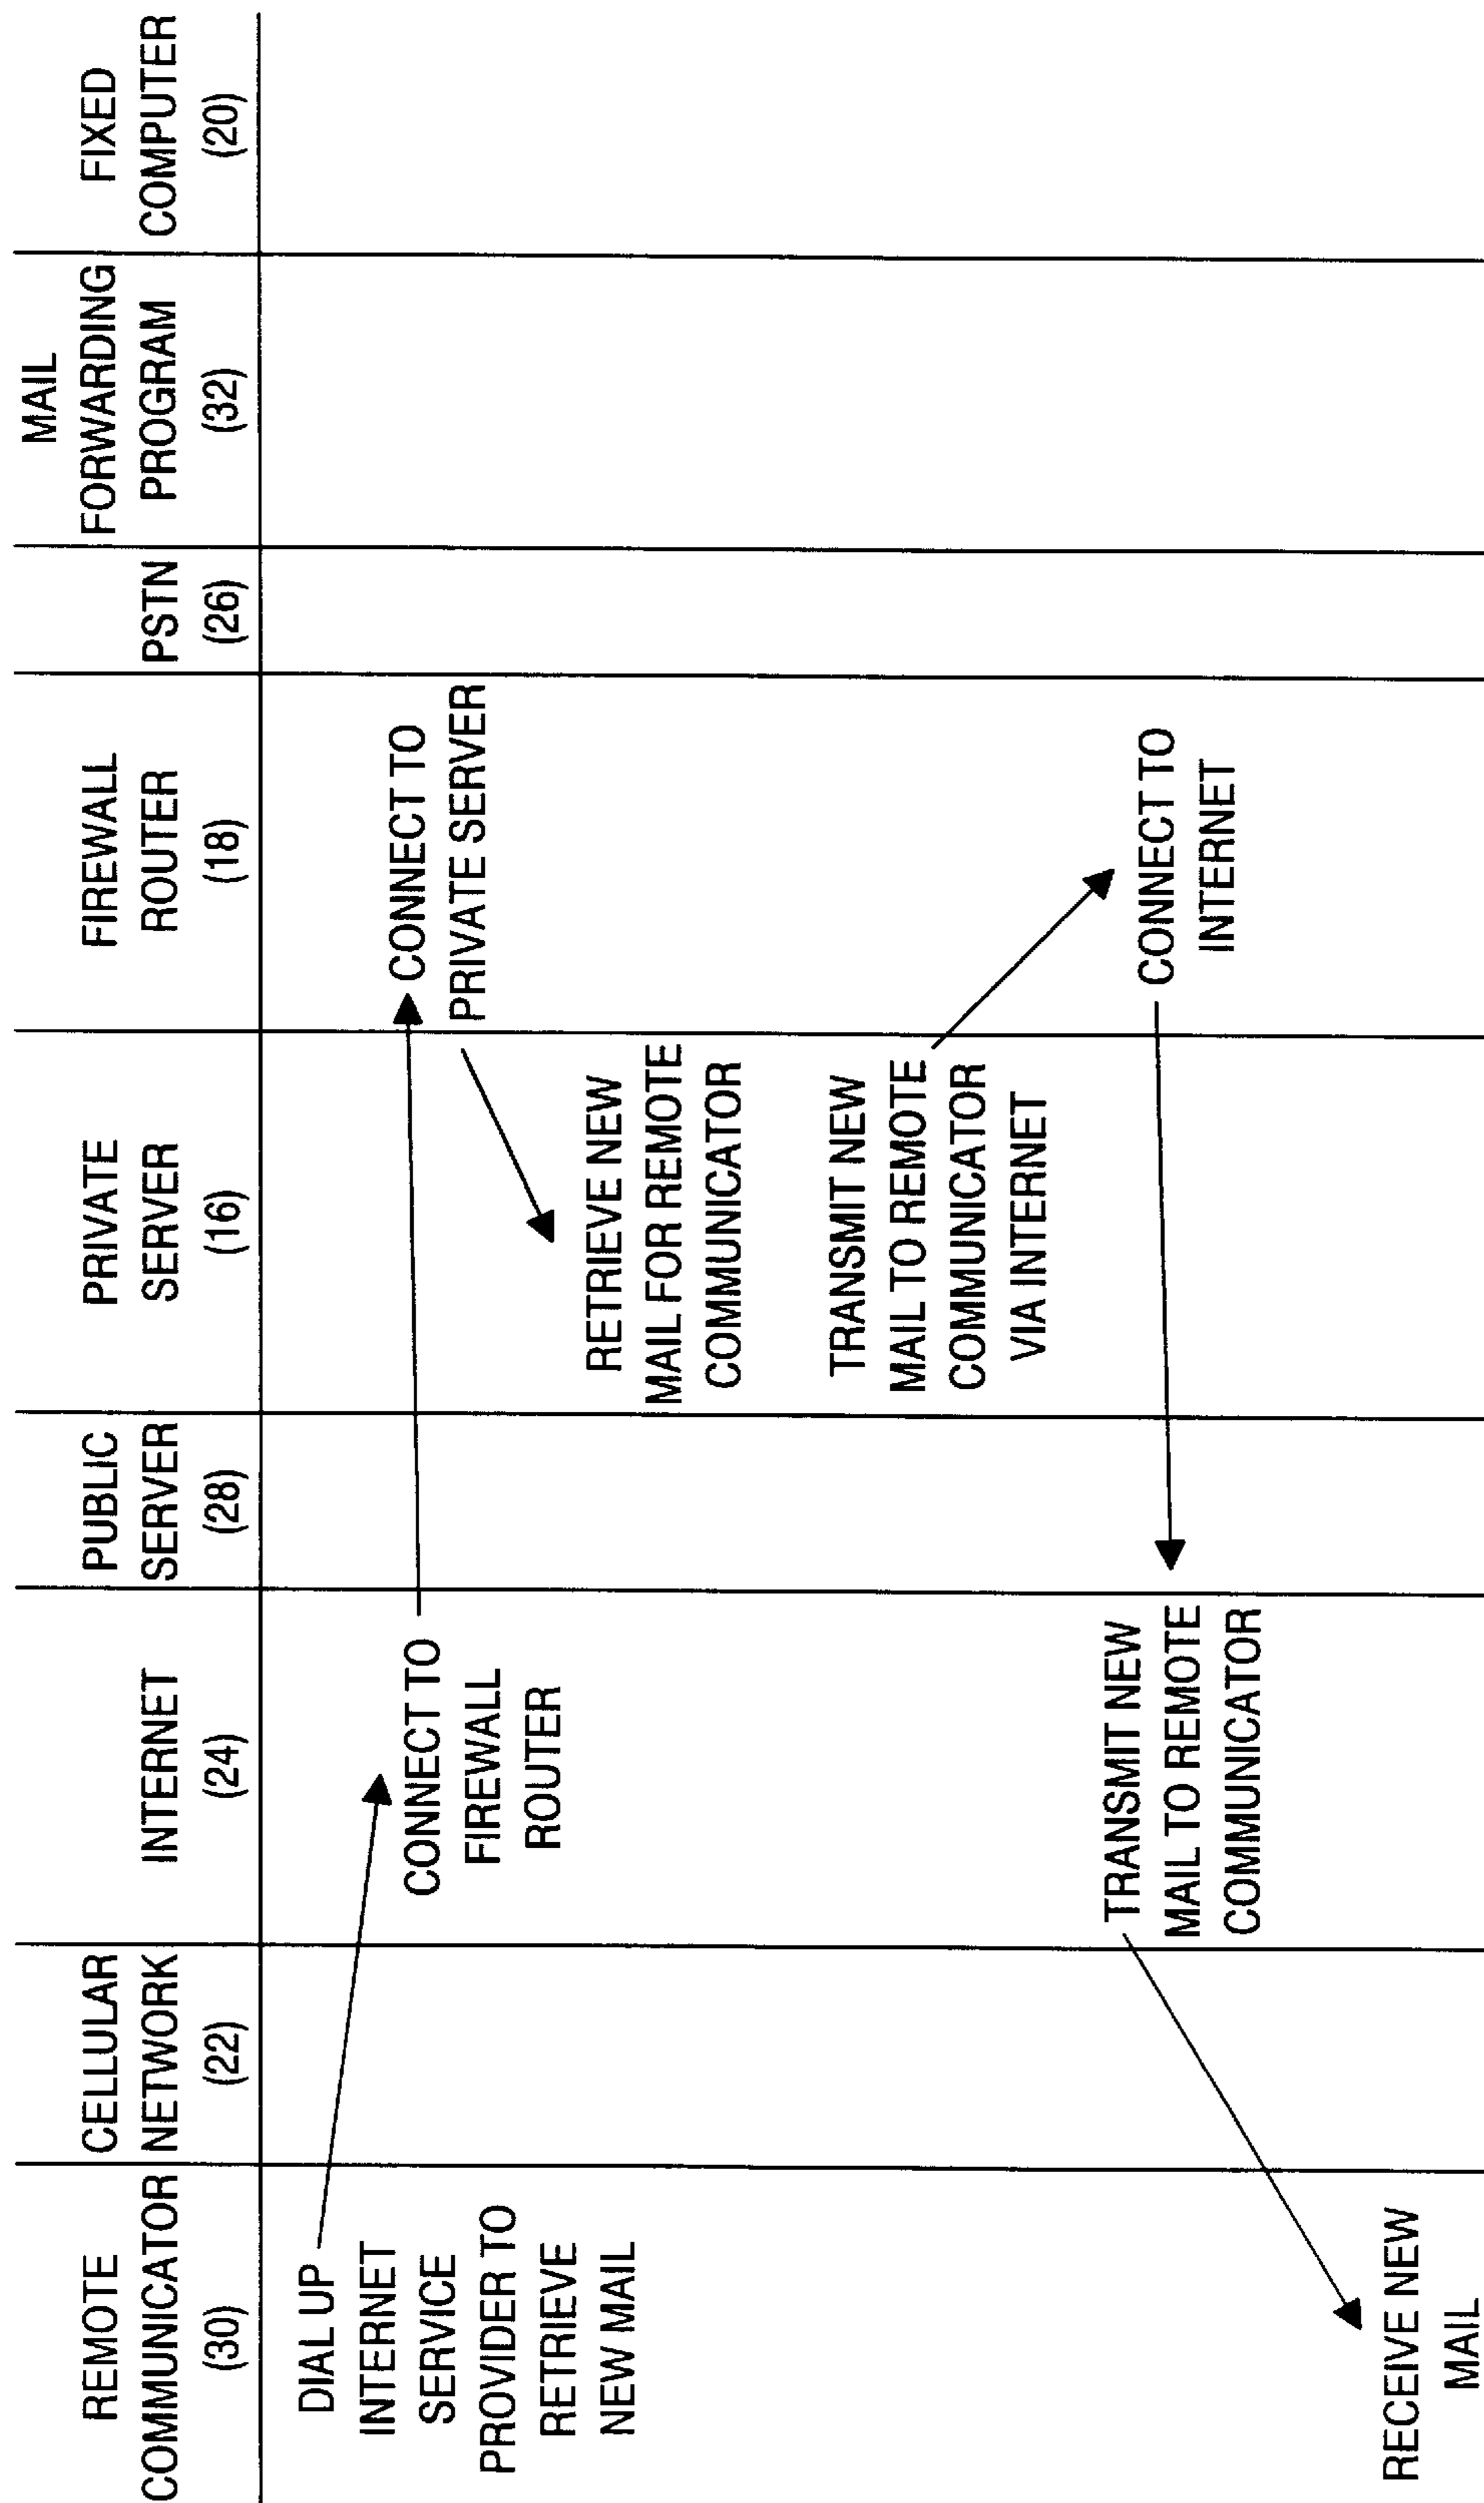 REMOTE
COMMUNICATOR
(30)
CELLULAR
NETWORK
(22)
INTERNET
(24)
PUBLIC
SERVER
(28)
PRIVATE
SERVER
(16)
FIREWALL
ROUTER
(18)
PSTN
(26)
MAIL
FORWARDING
PROGRAM
(32)
FIXED
COMPUTER
(20)
DIAL UP
INTERNET
SERVICE
PROVIDER TO
RETRIEVE
NEW MAIL
CONNECT TO
FIREWALL
ROUTER
CONNECT TO
PRIVATE SERVER
RETRIEVE NEW
MAIL FOR REMOTE
COMMUNICATOR
TRANSMIT NEW
MAIL TO REMOTE
COMMUNICATOR
VIA INTERNET
CONNECT TO
INTERNET
TRANSMIT NEW
MAIL TO REMOTE
COMMUNICATOR
RECEIVE NEW
MAIL